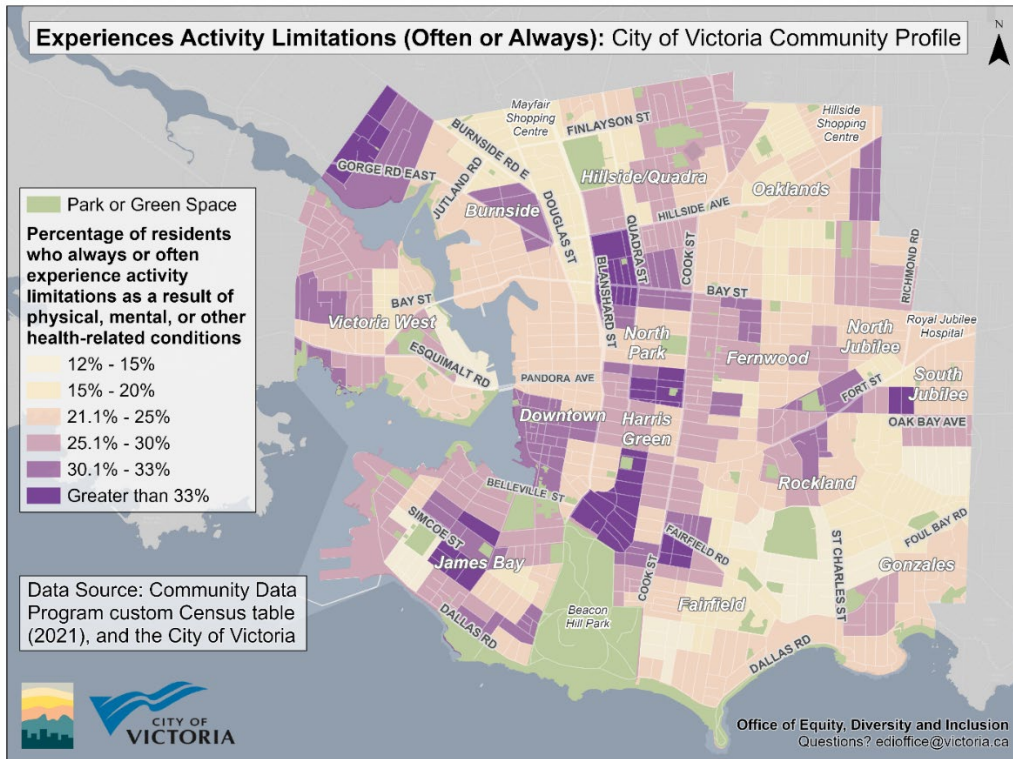 Experiences Activity Limitations (Often or Always): City of Victoria Community Profile
N
Mayfair
Shopping
Centre
FINLAYSON ST
Hillside
Shopping
Centre
BURNSIDE RD E
GORGE RD EAST
JUTLAND RD
Hillside/Quadra
Oaklands
Burnside
DOUGLAS ST
HILLSIDE AVE
QUADRA ST
COOK ST
BLANSHARD ST
RICHMOND RD
BAY ST
BAY ST
Victoria West
North
Park
Fernwood
North
Jubilee
Royal Jubilee
Hospital
ESQUIMALT RD
PANDORA AVE
FORT ST
South
Jubilee
Downtown
Harris
Green
OAK BAY AVE
Rockland
BELLEVILLE ST
SIMCOE ST
James Bay
FAIRFIELD RD
COOK ST
ST CHARLES ST
FOUL BAY RD
Gonzales
Fairfield
Beacon
Hill Park
DALLAS RD
DALLAS RD
Park or Green Space
Percentage of residents
who always or often
experience activity
limitations as a result of
physical, mental, or other
health-related conditions
12% - 15%
15% - 20%
21.1% - 25%
25.1% - 30%
30.1% - 33%
Greater than 33%
Data Source: Community Data
Program custom Census table
(2021), and the City of Victoria
CITY OF
VICTORIA
Office of Equity, Diversity and Inclusion
Questions? edioffice@victoria.ca